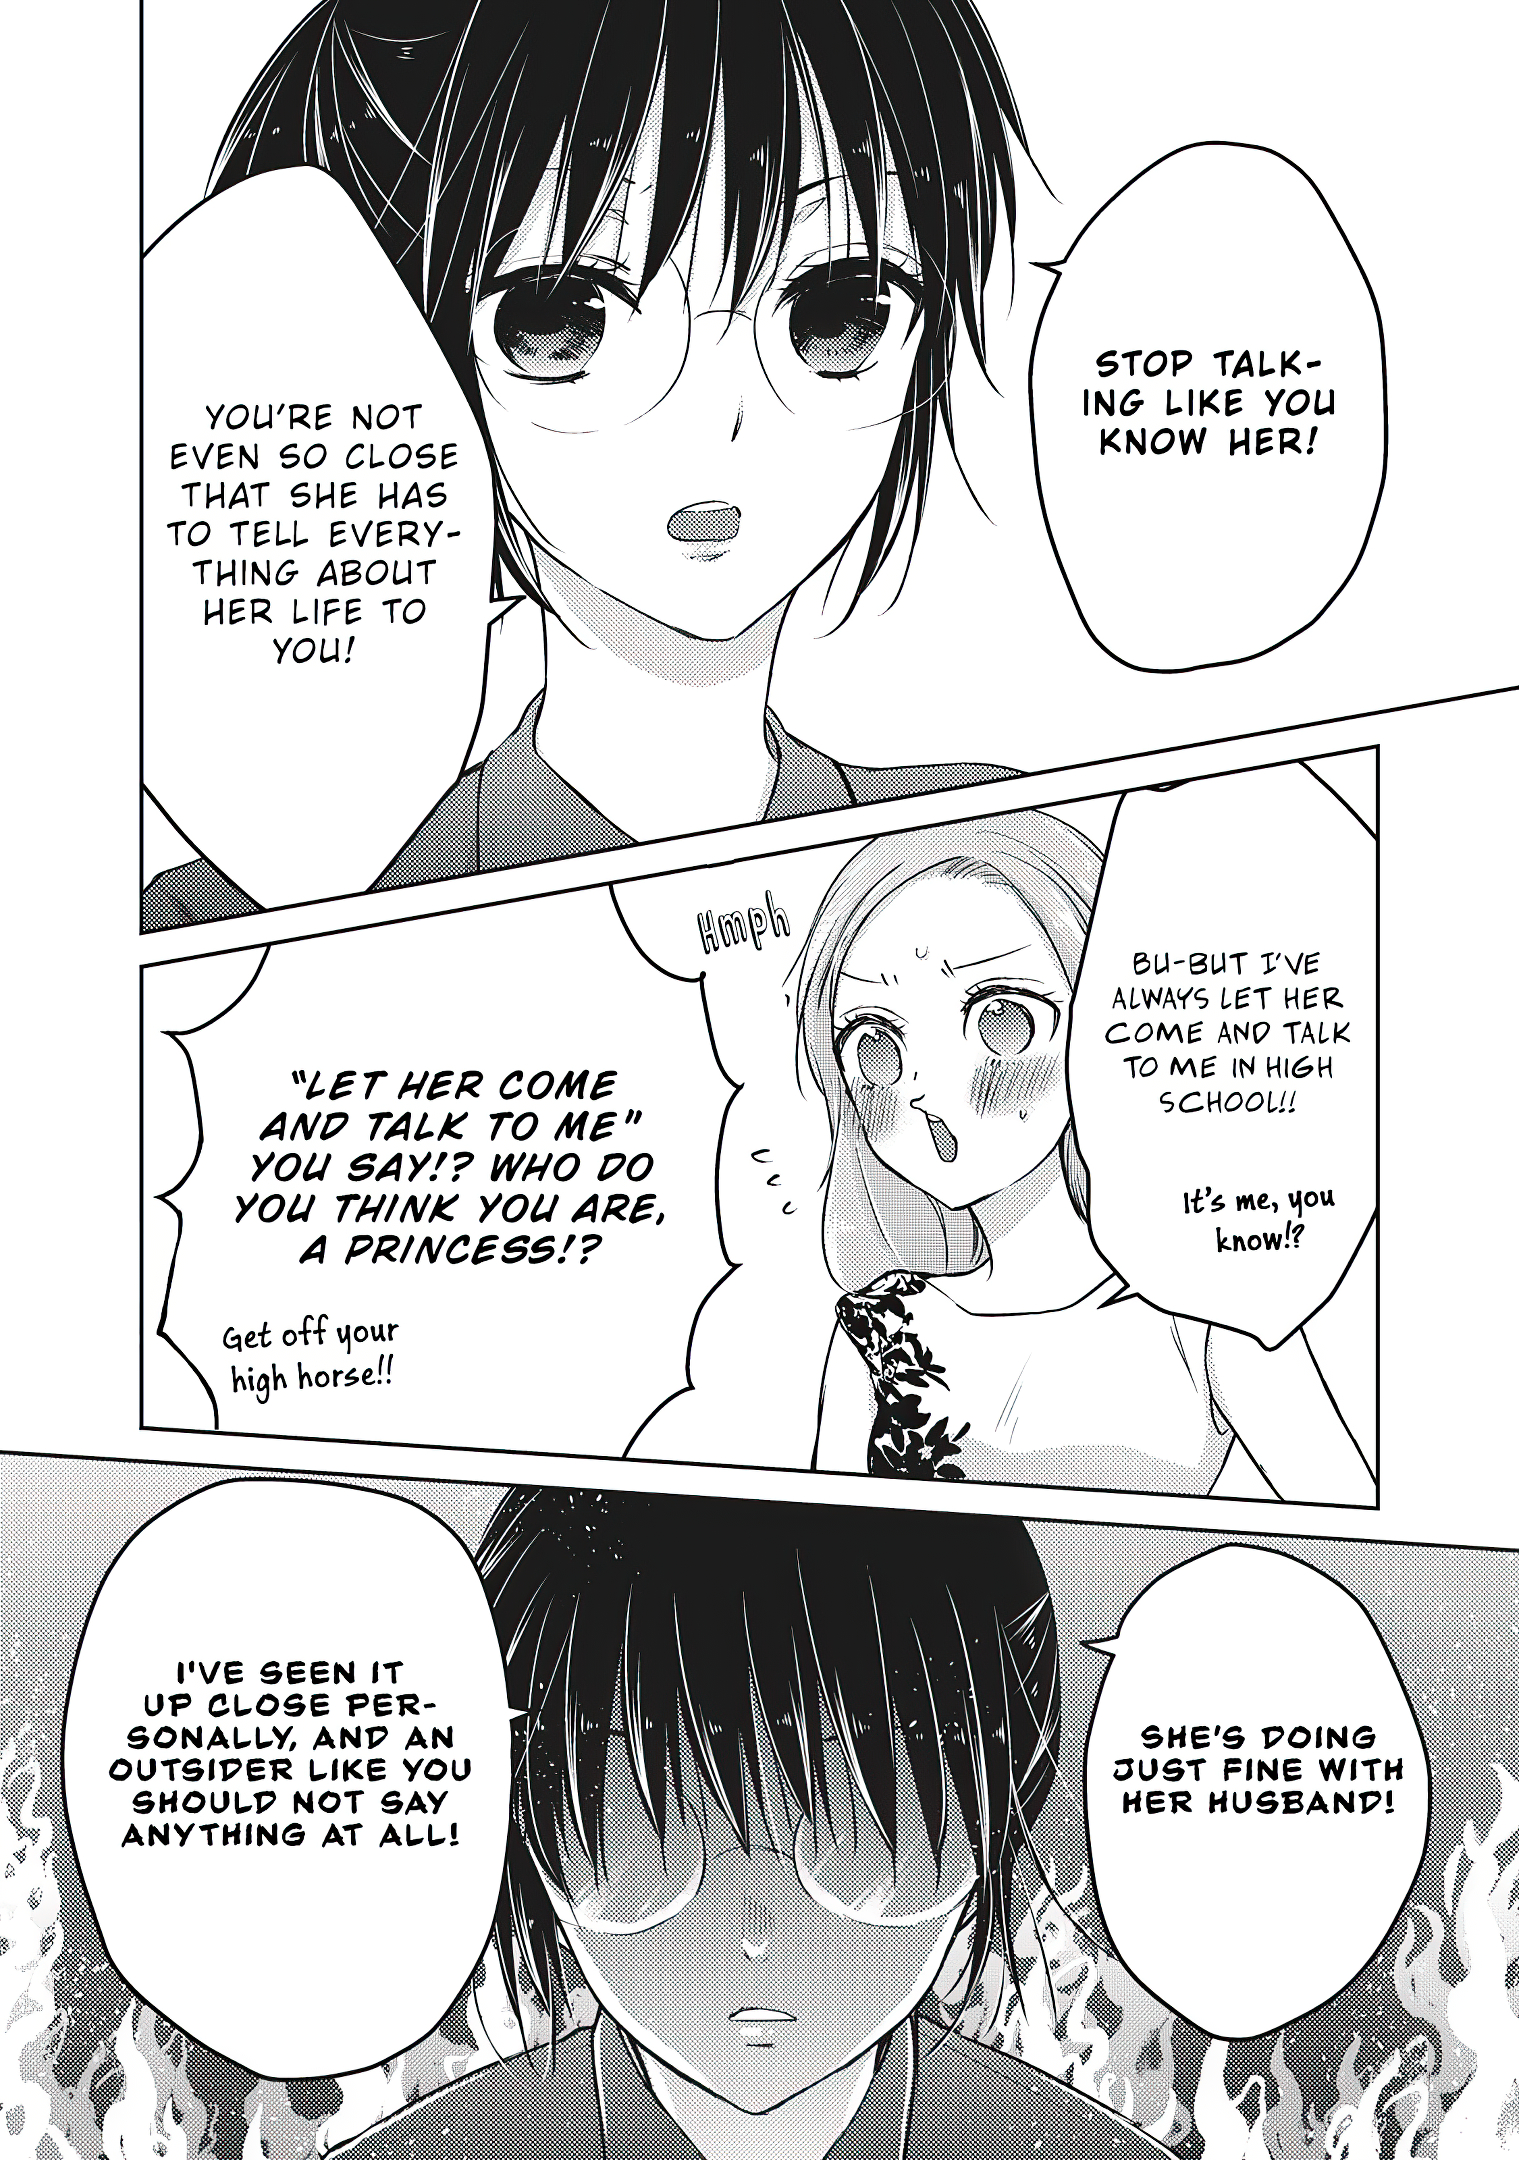 STOP TALK-
ING LIKE YOU
KNOW HER!
YOU'RE NOT
EVEN SO CLOSE
THAT SHE HAS
TO TELL EVERY-
THING ABOUT
HER LIFE TO
YOU!
BU-BUT I'VE
ALWAYS LET HER
COME AND TALK
TO ME IN HIGH
SCHOOL!!
It's me, you
know!?
Hmph
"LET HER COME
AND TALK TO ME"
YOU SAY!? WHO DO
YOU THINK YOU ARE,
A PRINCESS!?
Get off your
high horse!!
SHE'S DOING
JUST FINE WITH
HER HUSBAND!
I'VE SEEN IT
UP CLOSE PER-
SONALLY, AND AN
OUTSIDER LIKE YOU
SHOULD NOT SAY
ANYTHING AT ALL!